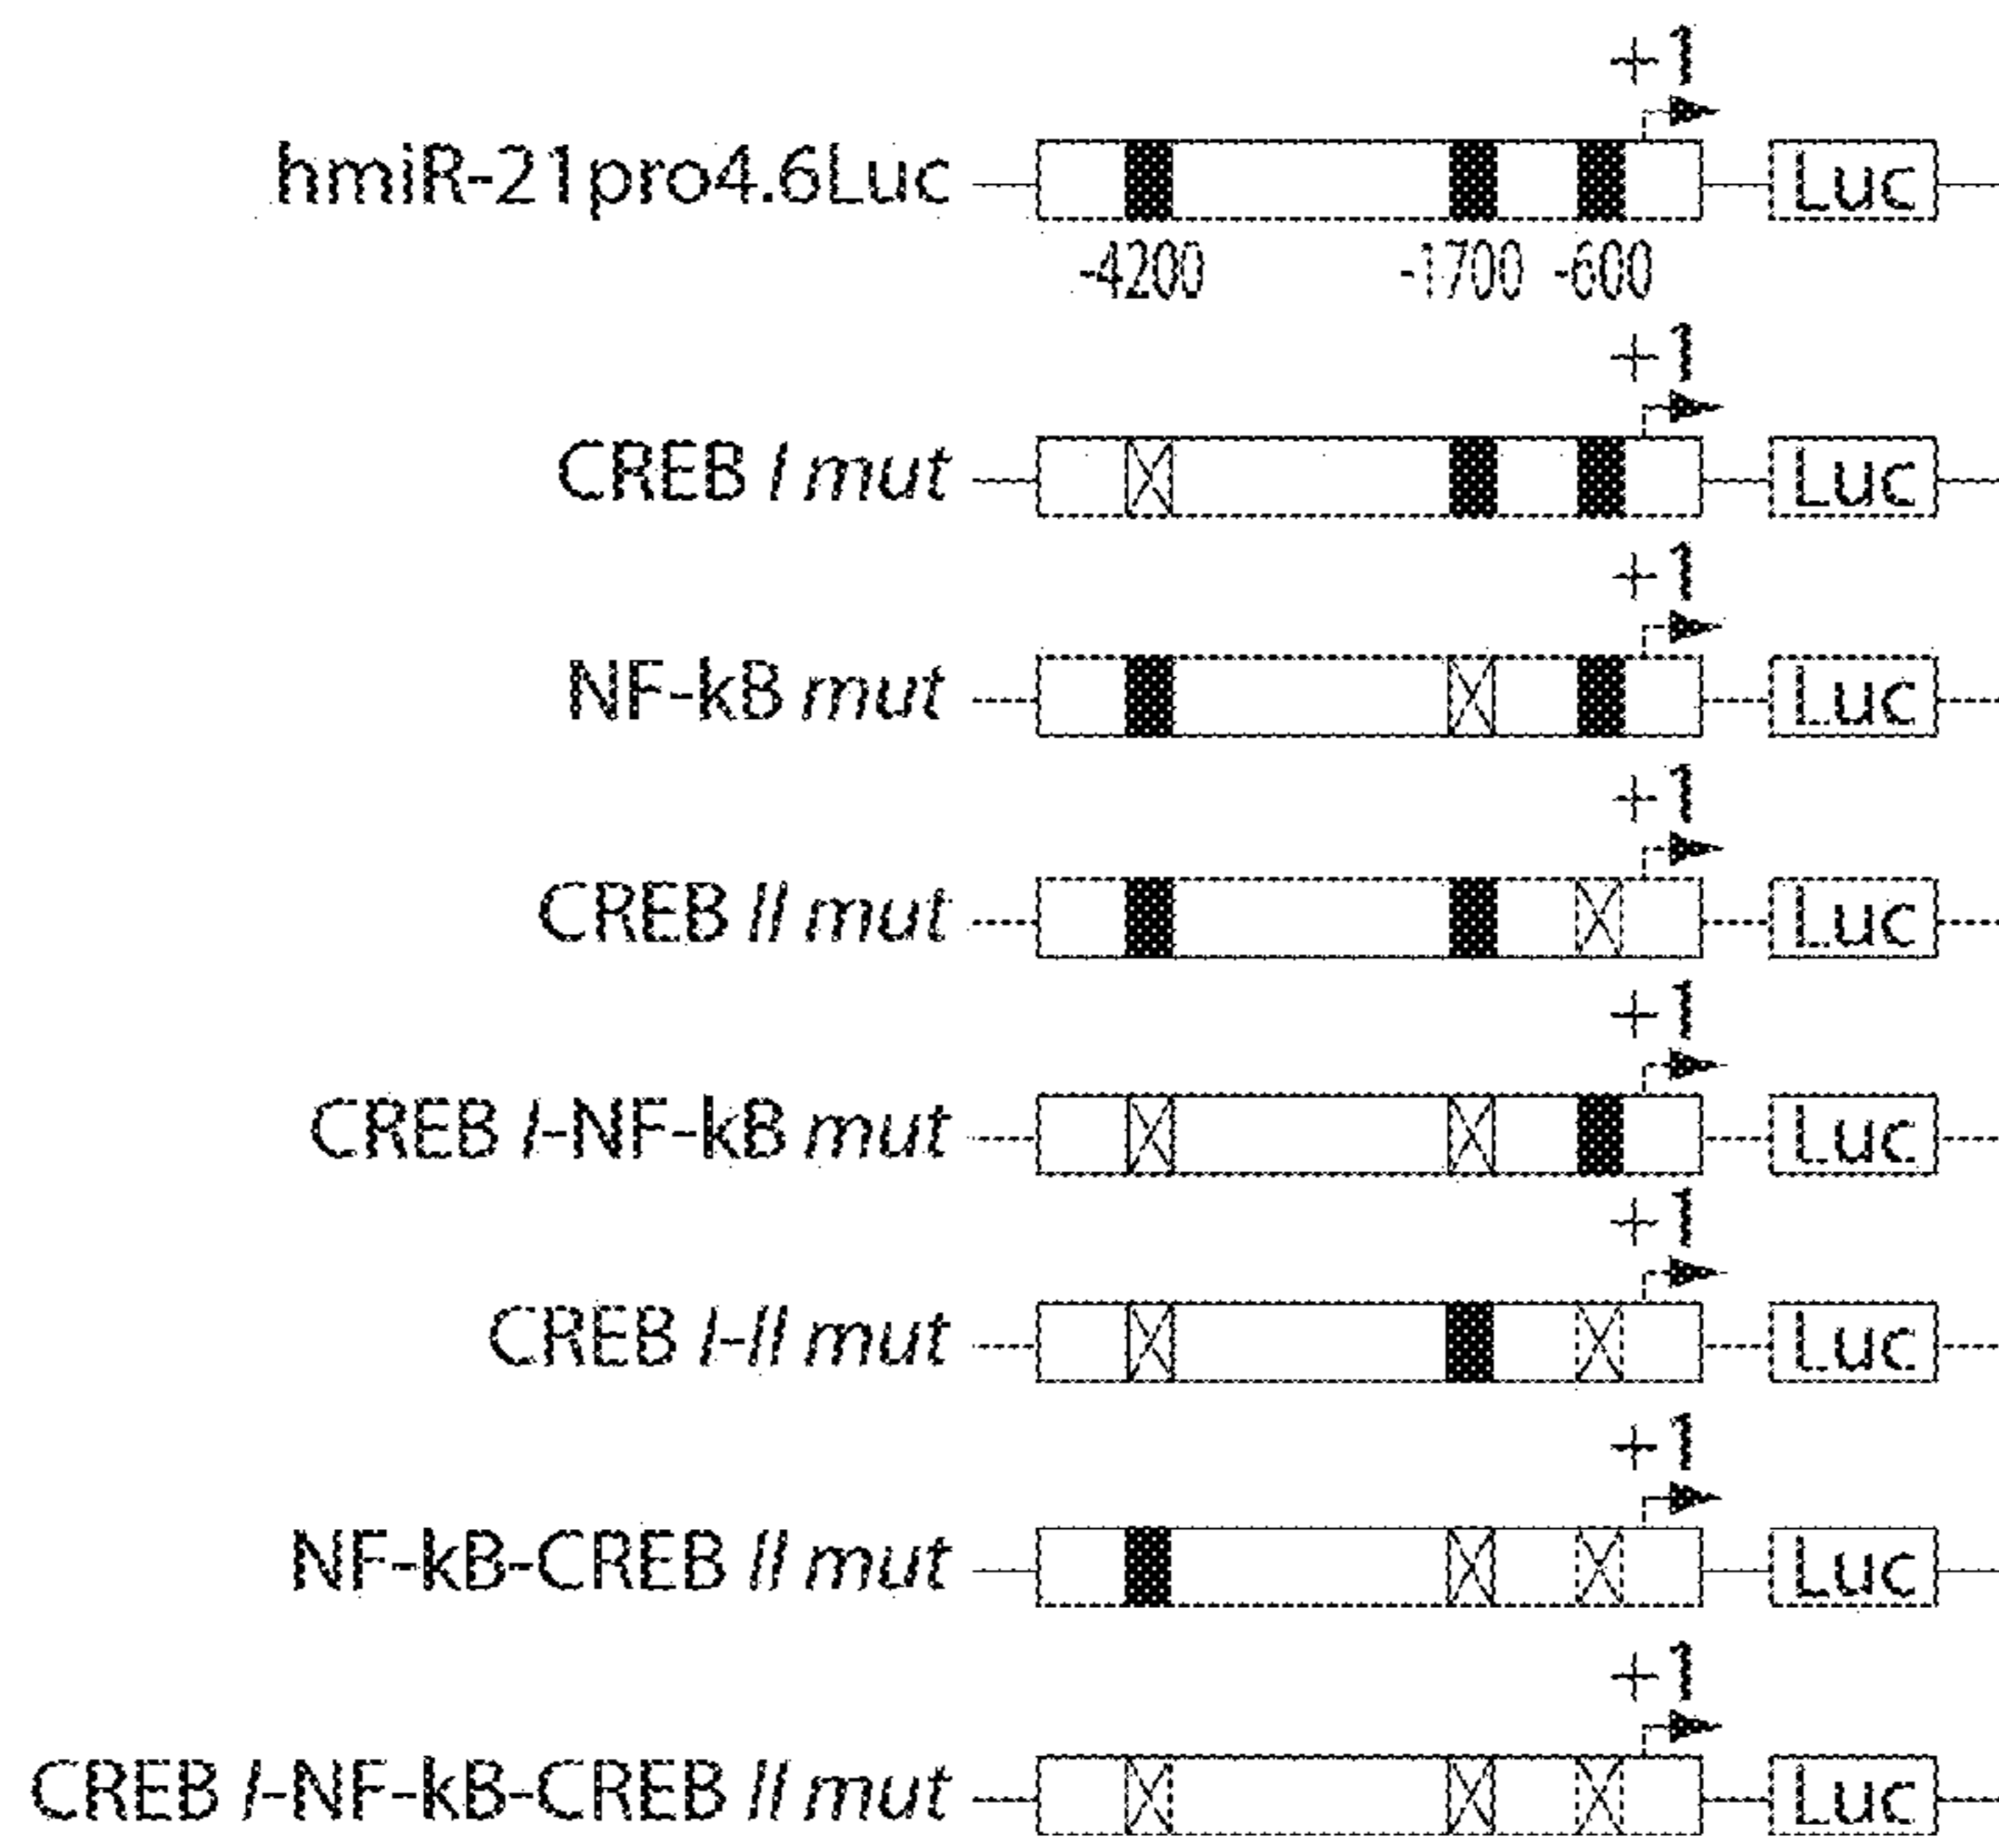 +1
hmiR-21pro4.6Luc Luc
-4200 -1700 -600
+1
CREB I mut Luc
+1
NF-kB mut Luc
+1
CREB II mut Luc
+1
CREB I-NF-kB mut Luc
+1
CREB I-II mut Luc
+1
NF-kB-CREB II mut Luc
+1
CREB I-NF-kB-CREB II mut Luc